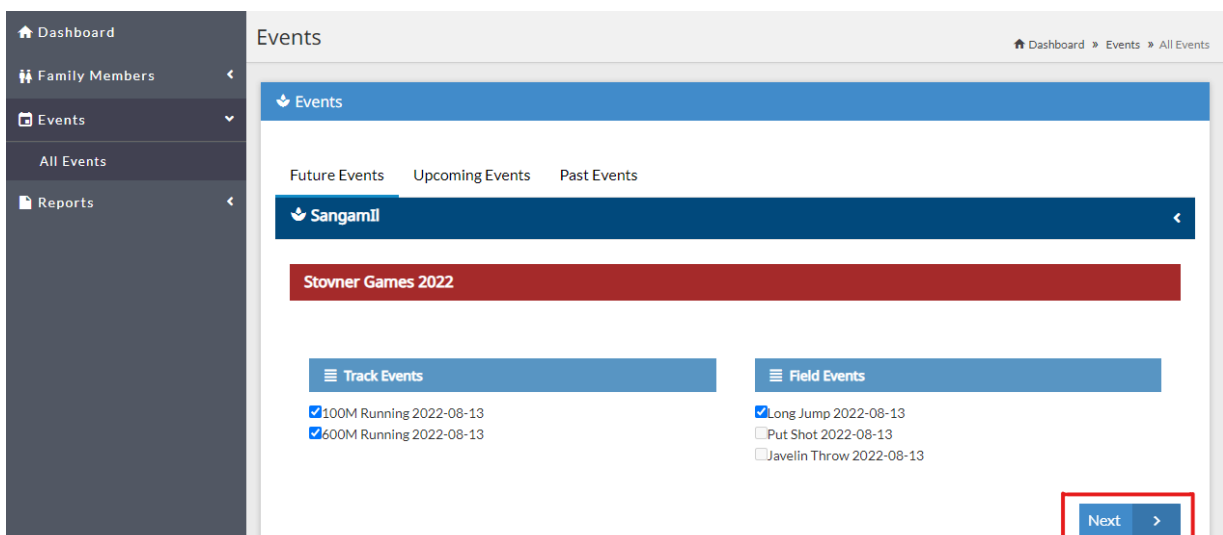 Dashboard
Family Members
Events
All Events
Reports
Events
Dashboard » Events » All Events
Events
Future Events Upcoming Events Past Events
SangamIl
Stovner Games 2022
Track Events
100M Running 2022-08-13
600M Running 2022-08-13
Field Events
Long Jump 2022-08-13
Put Shot 2022-08-13
Javelin Throw 2022-08-13
Next